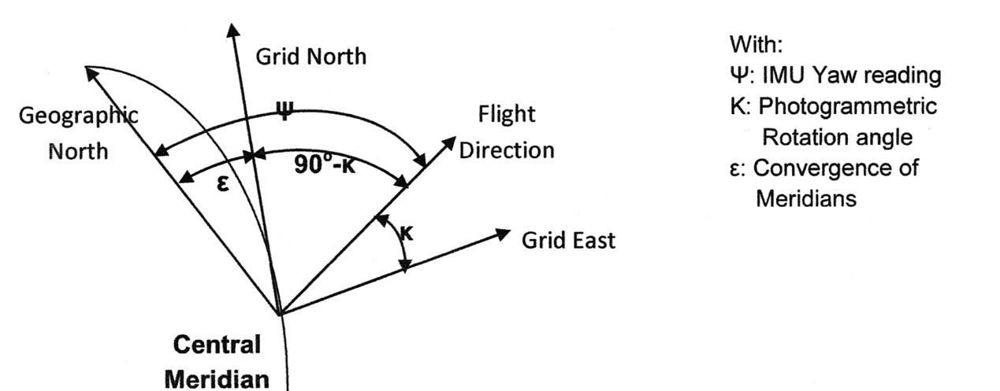 Grid North
Geographic
North
Ψ
Flight
Direction
90°-κ
ε
κ
Grid East
Central
Meridian
With:
Ψ: IMU Yaw reading
Κ: Photogrammetric
Rotation angle
ε: Convergence of
Meridians